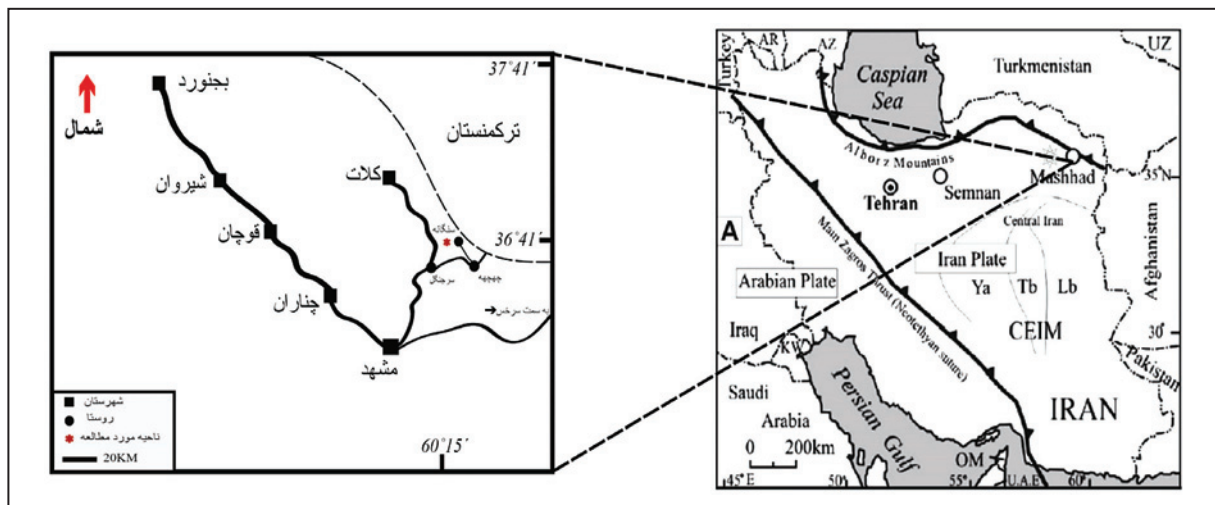 37˚41΄
بجنورد
شمال
ترکمنستان
شیروان
کلات
قوچان
سنگانه
36˚41΄
سرجنگل
چهچهه
چناران
به سمت سرخس
مشهد
شهرستان
روستا
ناحیه مورد مطالعه
20KM
60˚15΄
Turkey
AR
AZ
UZ
Caspian
Sea
Turkmenistan
Alborz Mountains
Mashhad
35N
Semnan
Tehran
A
Central Iran
Main Zagros Thrust (Neotethyan suture)
Iran Plate
Arabian Plate
Ya
Tb
Lb
Afghanistan
CEIM
Iraq
KW
30˚
Pakistan
Saudi
Arabia
Persian Gulf
IRAN
0
200km
OM
U.A.E
45˚E
50
55
60